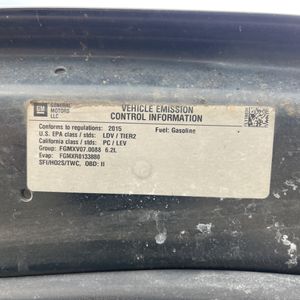 GM
GENERAL
MOTORS
LLC
VEHICLE EMISSION
CONTROL INFORMATION
Conforms to regulations: 2015 Fuel: Gasoline
U.S. EPA class / stds: LDV / TIER2
California class / stds: PC / LEV
Group: FGMXV07.0088 6.2L
Evap: FGMXR0133880
SFI/HO2S/TWC, OBD: II